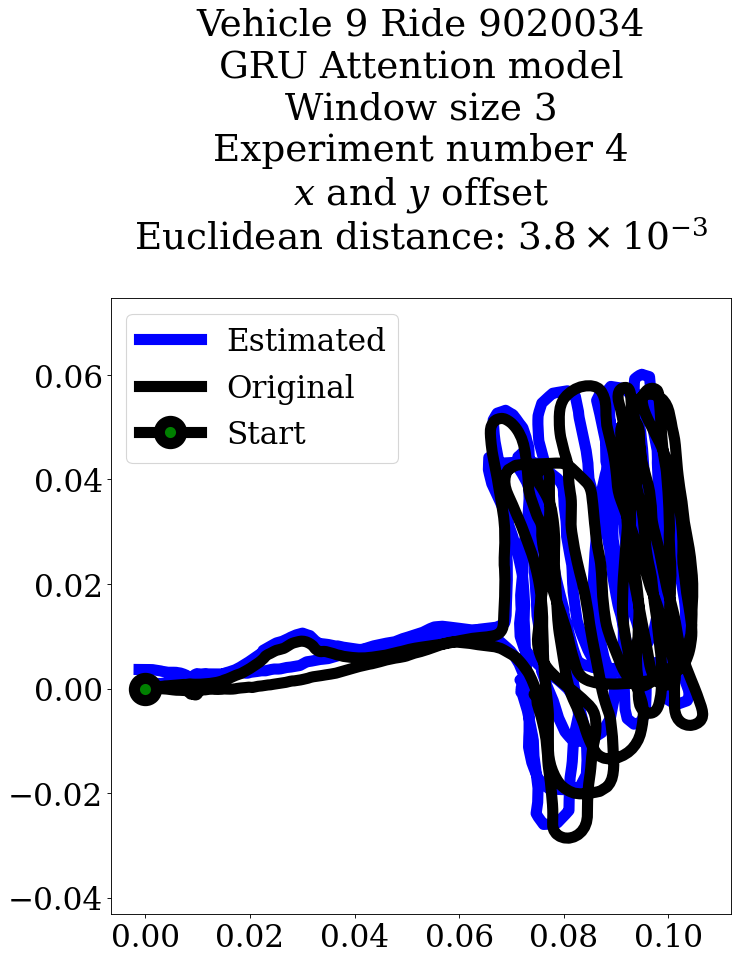 Vehicle 9 Ride 9020034
GRU Attention model
Window size 3
Experiment number 4
x and y offset
Euclidean distance: 3.8 × 10⁻³
Estimated
Original
Start
0.06
0.04
0.02
0.00
−0.02
−0.04
0.00 0.02 0.04 0.06 0.08 0.10